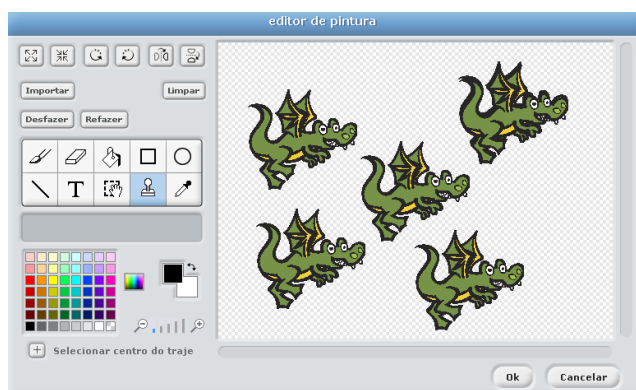 editor de pintura
Importar
Limpar
Desfazer
Refazer
T
Selecionar centro do traje
Ok
Cancelar